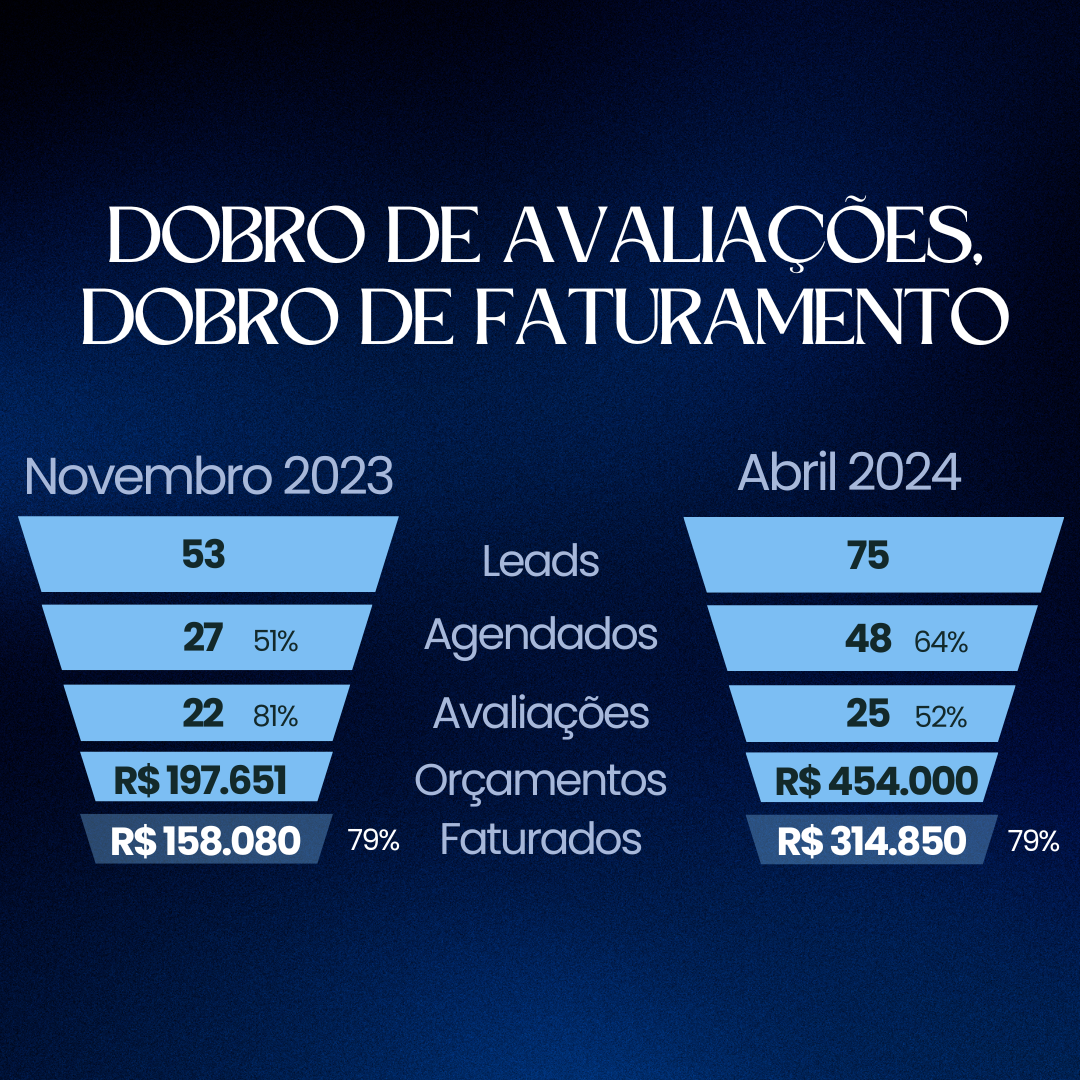 DOBRO DE AVALIAÇÕES,
DOBRO DE FATURAMENTO
Novembro 2023
Abril 2024
53
Leads
75
27 51%
Agendados
48 64%
22 81%
Avaliações
25 52%
R$ 197.651
Orçamentos
R$ 454.000
R$ 158.080 79%
Faturados
R$ 314.850 79%